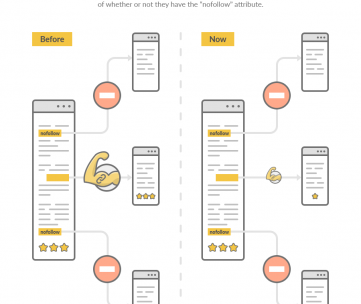 of whether or not they have the "nofollow" attribute.
Before
Now
nofollow
nofollow
nofollow
nofollow